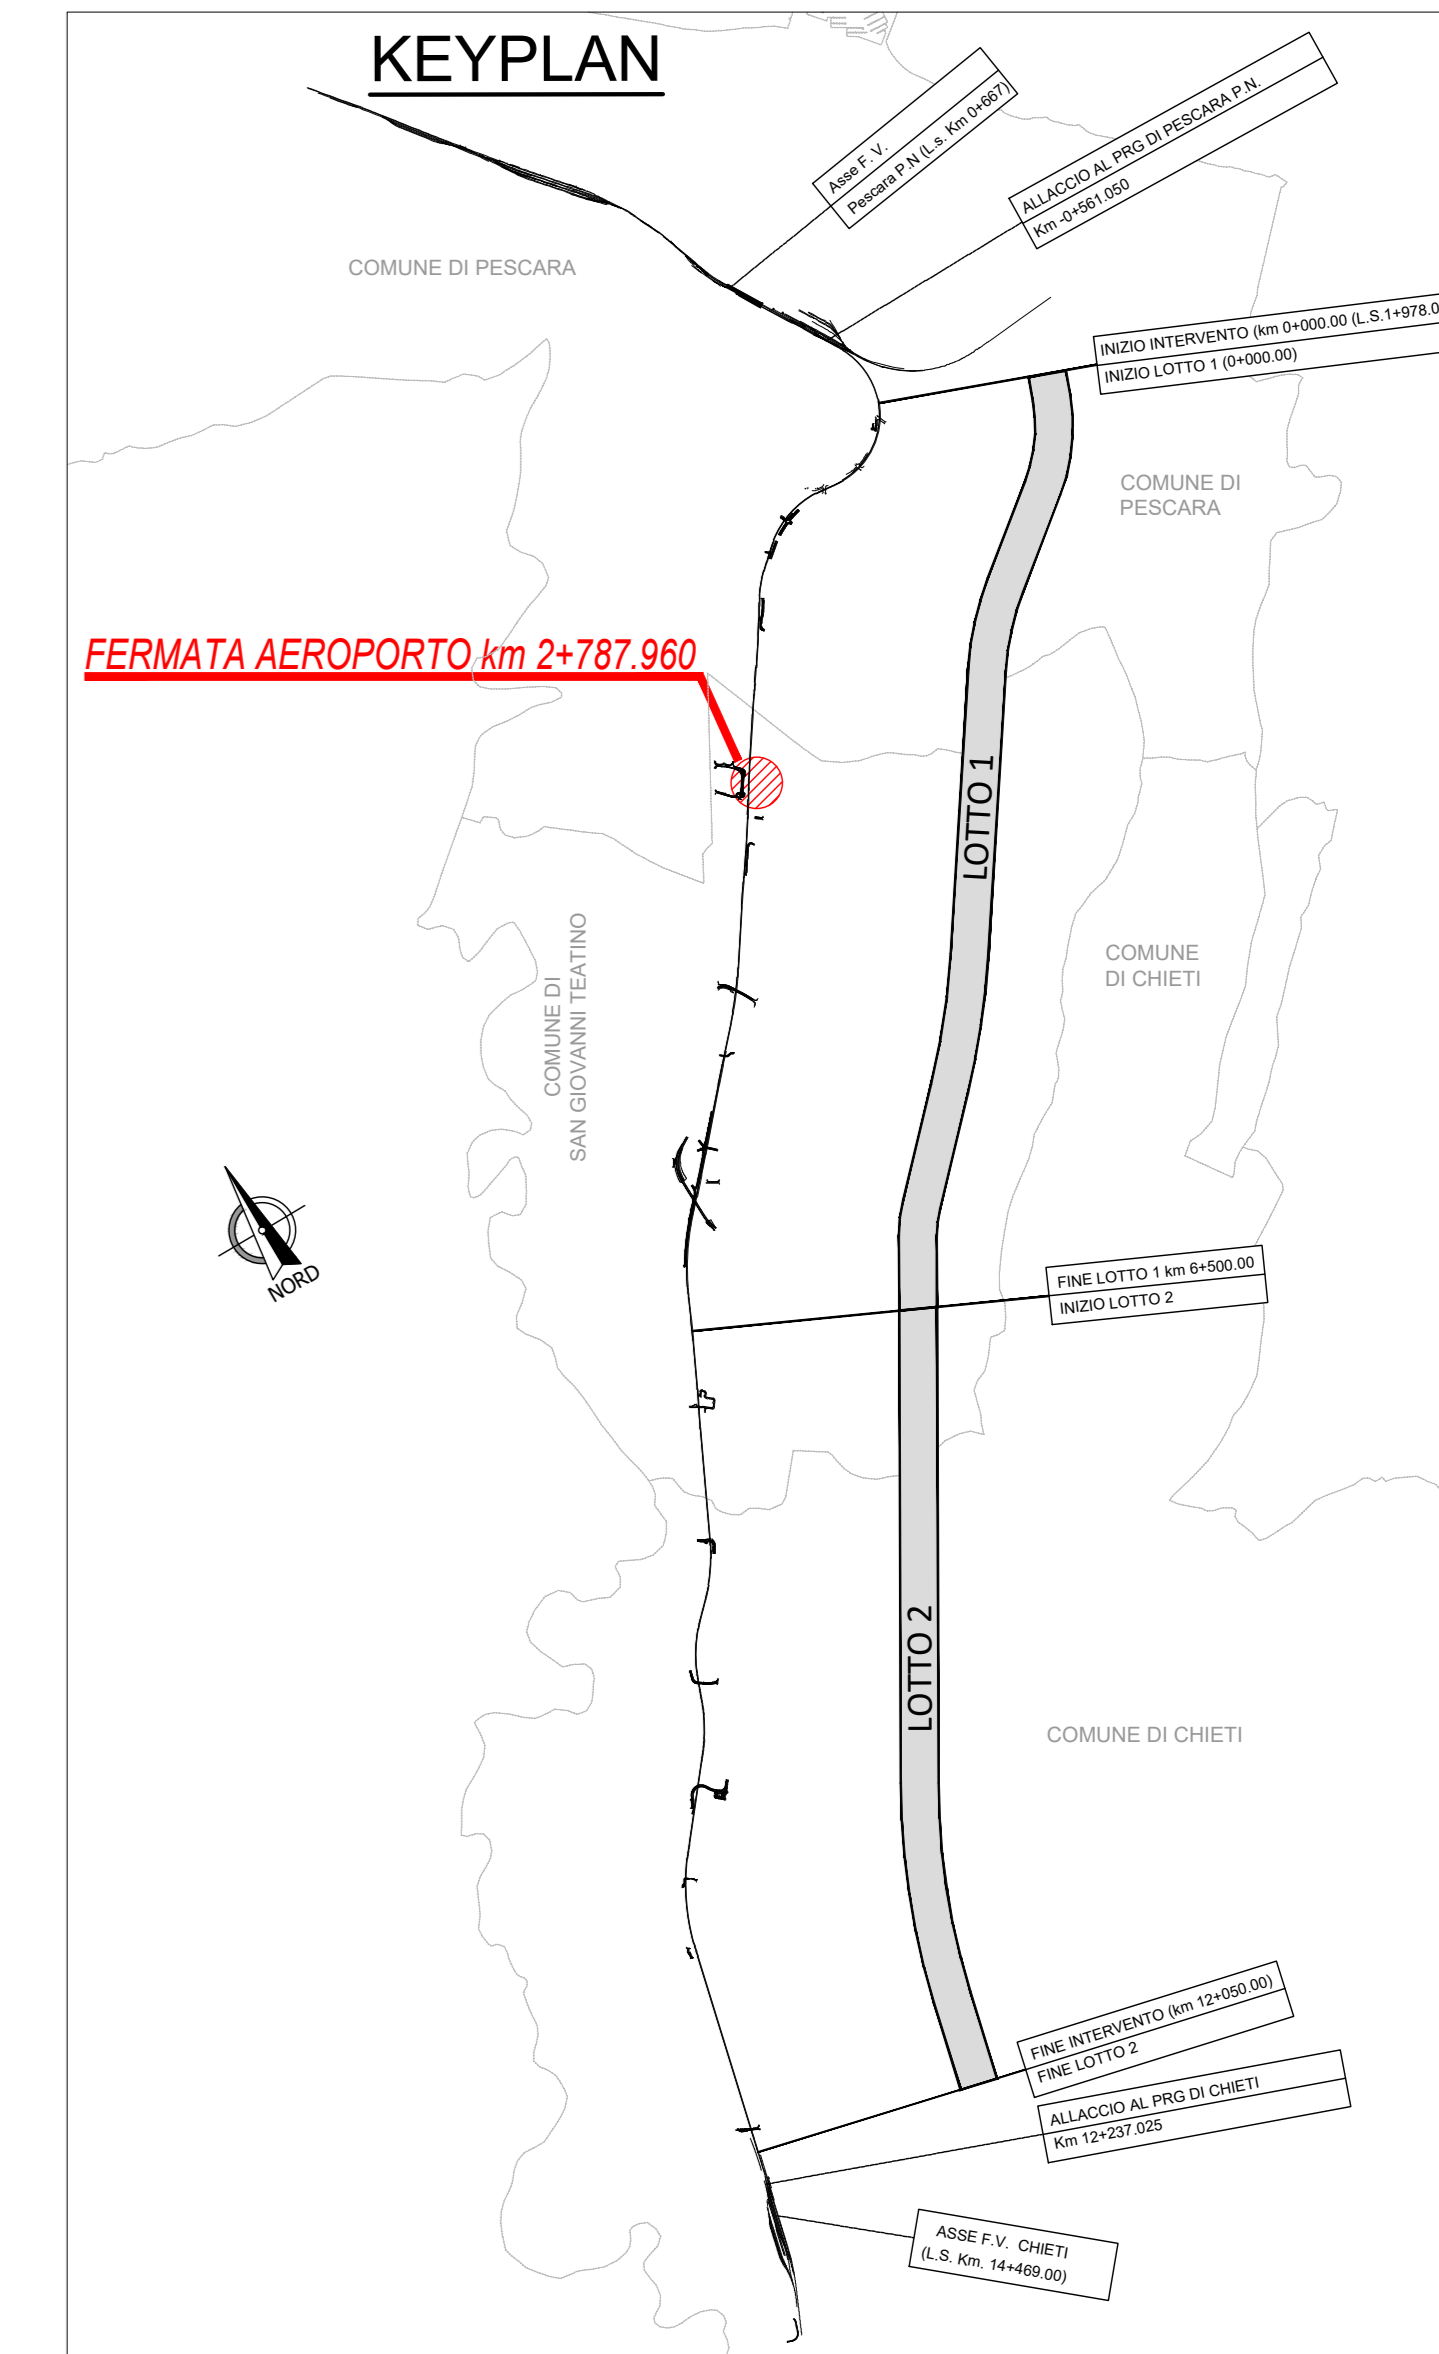 KEYPLAN
Asse F. V.
Pescara P.N (L.s. Km 0+667)
ALLACCIO AL PRG DI PESCARA P.N.
Km -0+561.050
COMUNE DI PESCARA
INIZIO INTERVENTO (km 0+000.00 (L.S.1+978.0
INIZIO LOTTO 1 (0+000.00)
COMUNE DI
PESCARA
FERMATA AEROPORTO km 2+787.960
LOTTO 1
COMUNE DI
SAN GIOVANNI TEATINO
COMUNE
DI CHIETI
NORD
FINE LOTTO 1 km 6+500.00
INIZIO LOTTO 2
LOTTO 2
COMUNE DI CHIETI
FINE INTERVENTO (km 12+050.00)
FINE LOTTO 2
ALLACCIO AL PRG DI CHIETI
Km 12+237.025
ASSE F.V. CHIETI
(L.S. Km. 14+469.00)